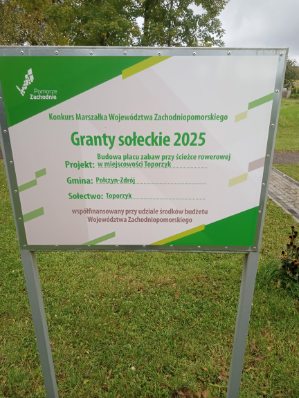 Pomorze
Zachodnie
Konkurs Marszałka Województwa Zachodniopomorskiego
Granty sołeckie 2025
Budowa placu zabaw przy ścieżce rowerowej
Projekt: w miejscowości Toporzyk
Gmina: Połczyn-Zdrój
Sołectwo: Toporzyk
współfinansowany przy udziale środków budżetu
Województwa Zachodniopomorskiego